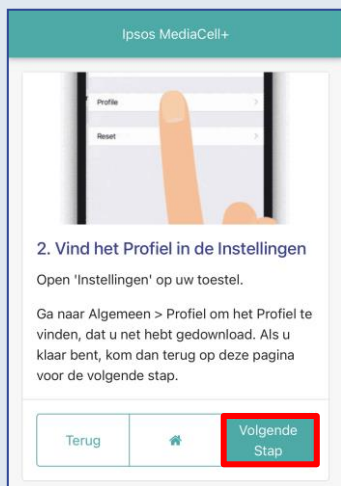 Ipsos MediaCell+
Profile
Reset
2. Vind het Profiel in de Instellingen
Open 'Instellingen' op uw toestel.
Ga naar Algemeen > Profiel om het Profiel te
vinden, dat u net hebt gedownload. Als u
klaar bent, kom dan terug op deze pagina
voor de volgende stap.
Terug
Volgende
Stap